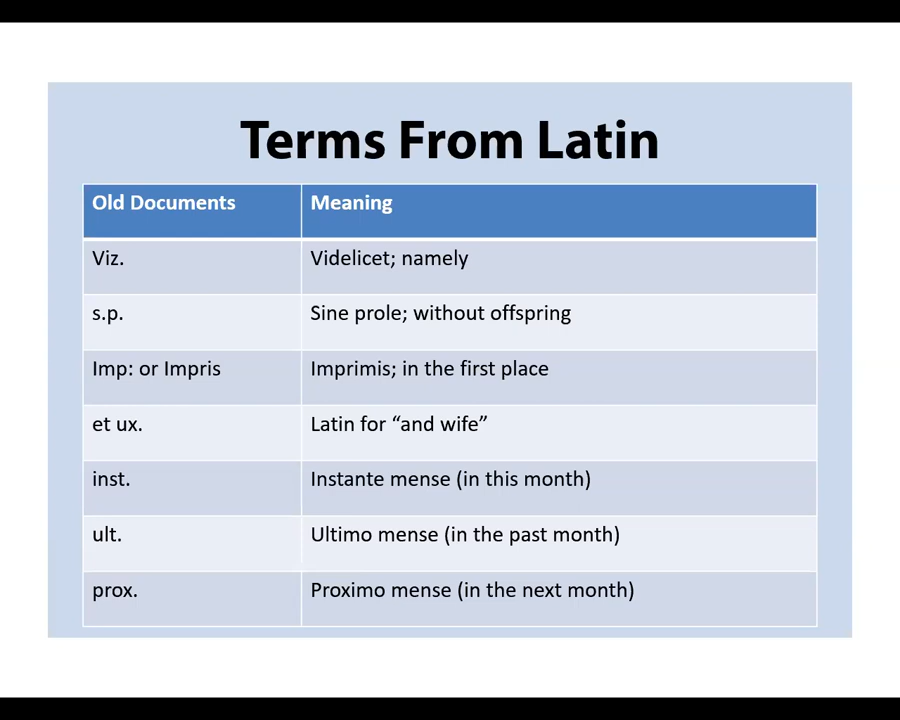 Terms From Latin
Old Documents Meaning
Viz. Videlicet; namely
s.p. Sine prole; without offspring
Imp: or Impris Imprimis; in the first place
et ux. Latin for “and wife”
inst. Instante mense (in this month)
ult. Ultimo mense (in the past month)
prox. Proximo mense (in the next month)